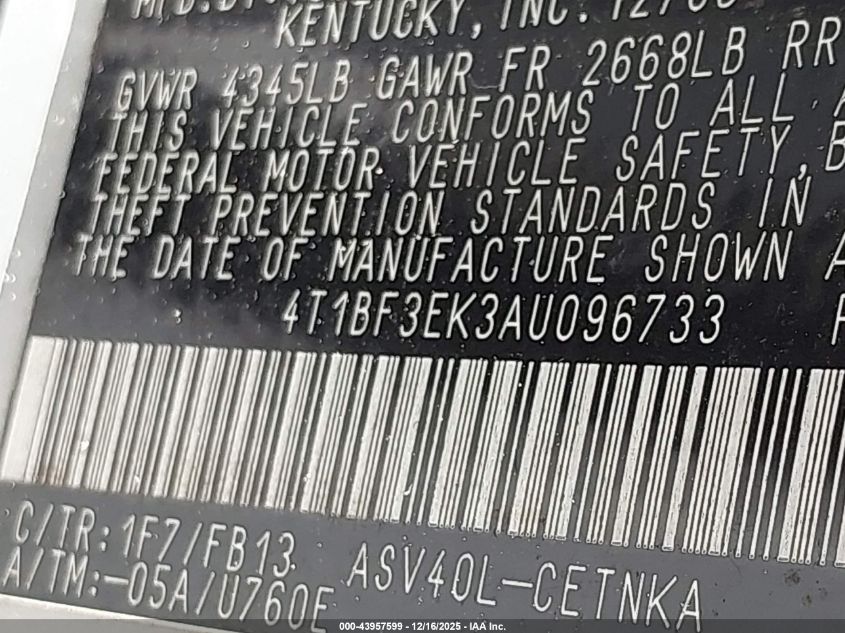 KENTUCKY, INC.
GVWR 4345LB GAWR FR 2668LB RR
THIS VEHICLE CONFORMS TO ALL A
FEDERAL MOTOR VEHICLE SAFETY, B
THEFT PREVENTION STANDARDS IN
THE DATE OF MANUFACTURE SHOWN A
4T1BF3EK3AU096733
C/TR:1F7/FB13 ASV40L-CETNKA
A/TM:-05A/U760E
000-43957599 - 12/16/2025 - IAA Inc.